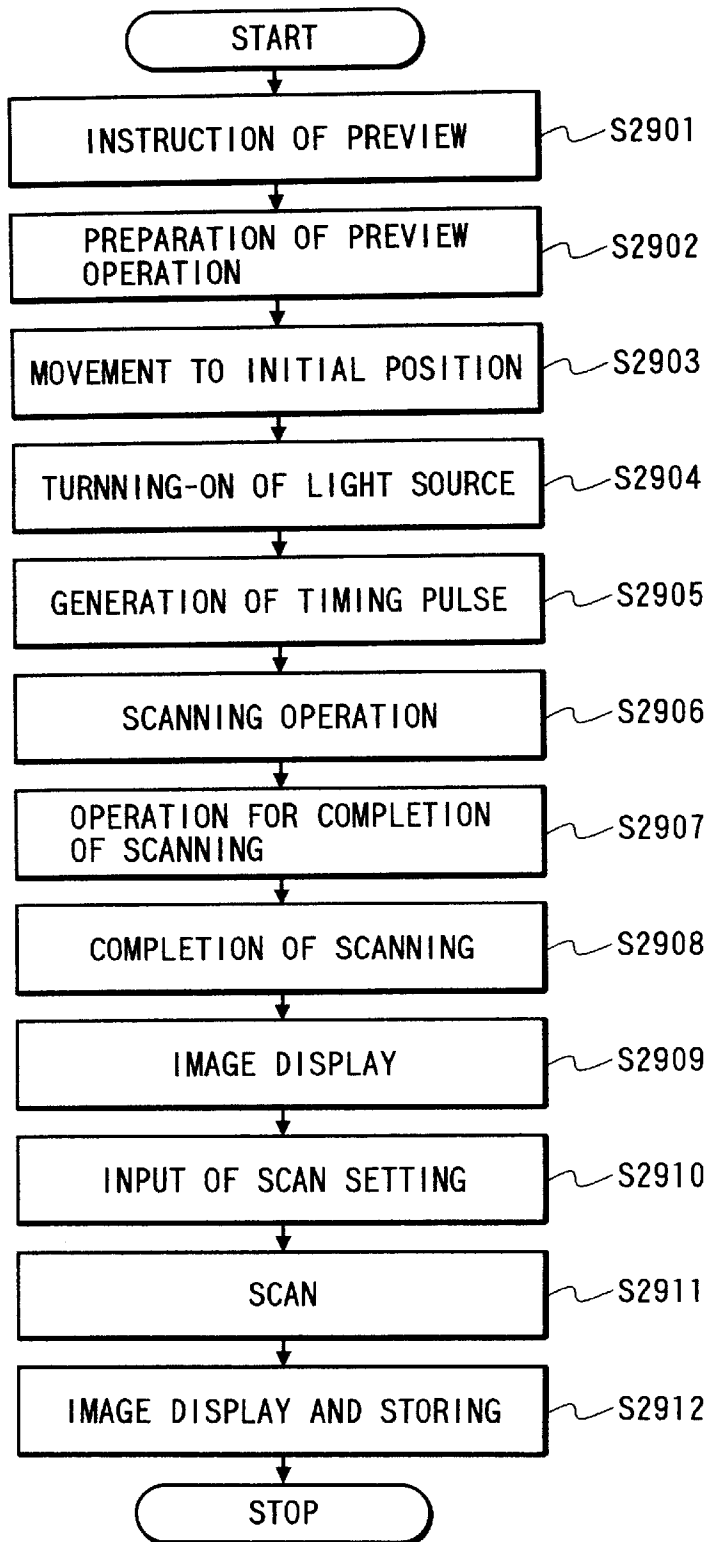 START
INSTRUCTION OF PREVIEW
S2901
PREPARATION OF PREVIEW
OPERATION
S2902
MOVEMENT TO INITIAL POSITION
S2903
TURNNING-ON OF LIGHT SOURCE
S2904
GENERATION OF TIMING PULSE
S2905
SCANNING OPERATION
S2906
OPERATION FOR COMPLETION
OF SCANNING
S2907
COMPLETION OF SCANNING
S2908
IMAGE DISPLAY
S2909
INPUT OF SCAN SETTING
S2910
SCAN
S2911
IMAGE DISPLAY AND STORING
S2912
STOP